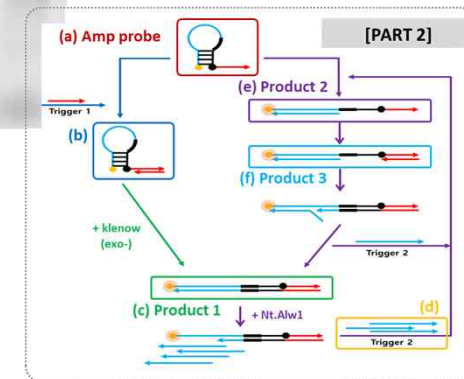 [PART 2]
(a) Amp probe
(e) Product 2
Trigger 1
(b)
(f) Product 3
+ klenow
(exo-)
Trigger 2
(c) Product 1
+ Nt.Alw1
(d)
Trigger 2